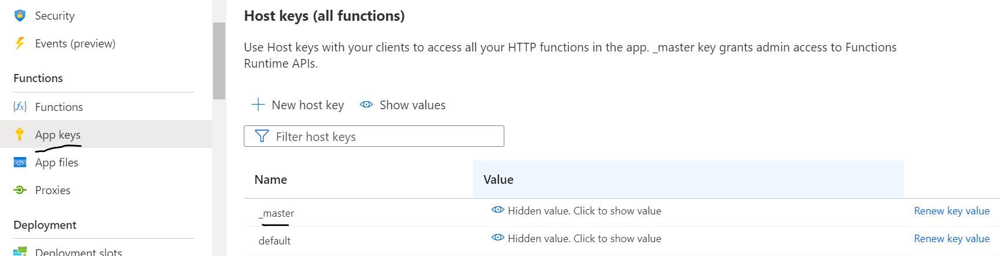 Security
Events (preview)
Functions
Functions
App keys
App files
Proxies
Deployment
Deployment slots
Host keys (all functions)
Use Host keys with your clients to access all your HTTP functions in the app. _master key grants admin access to Functions
Runtime APIs.
New host key Show values
Filter host keys
Name Value
_master Hidden value. Click to show value Renew key value
default Hidden value. Click to show value Renew key value